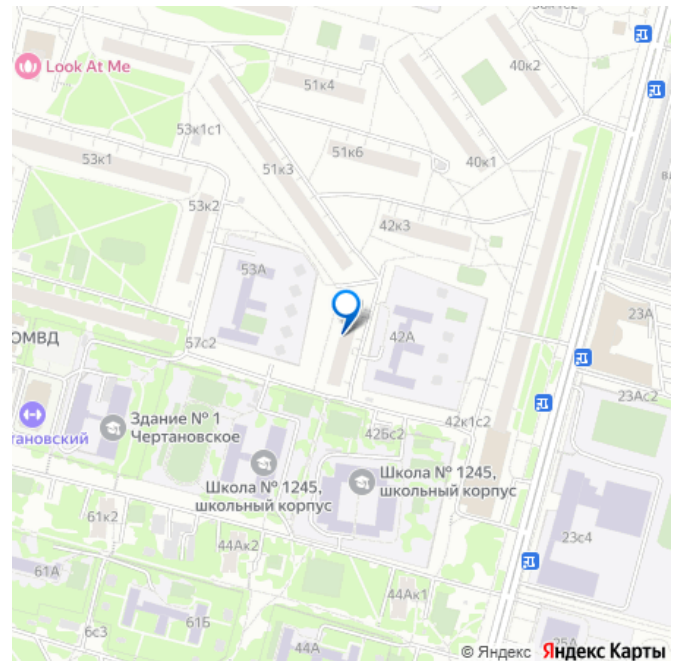 40к2
51к4
Look At Me
53к1с1
51к6
53к1
51к3
40к1
53к2
42к3
53А
23А
ОМВД
57с2
42А
23Ас2
42к1с2
Здание № 1
Чертановское
тановский
42Бс2
Школа № 1245,
школьный корпус
Школа № 1245,
школьный корпус
61к2
44Ак2
23с4
61А
44Ак1
61Б
6с3
44А
25А
© Яндекс Яндекс Карты